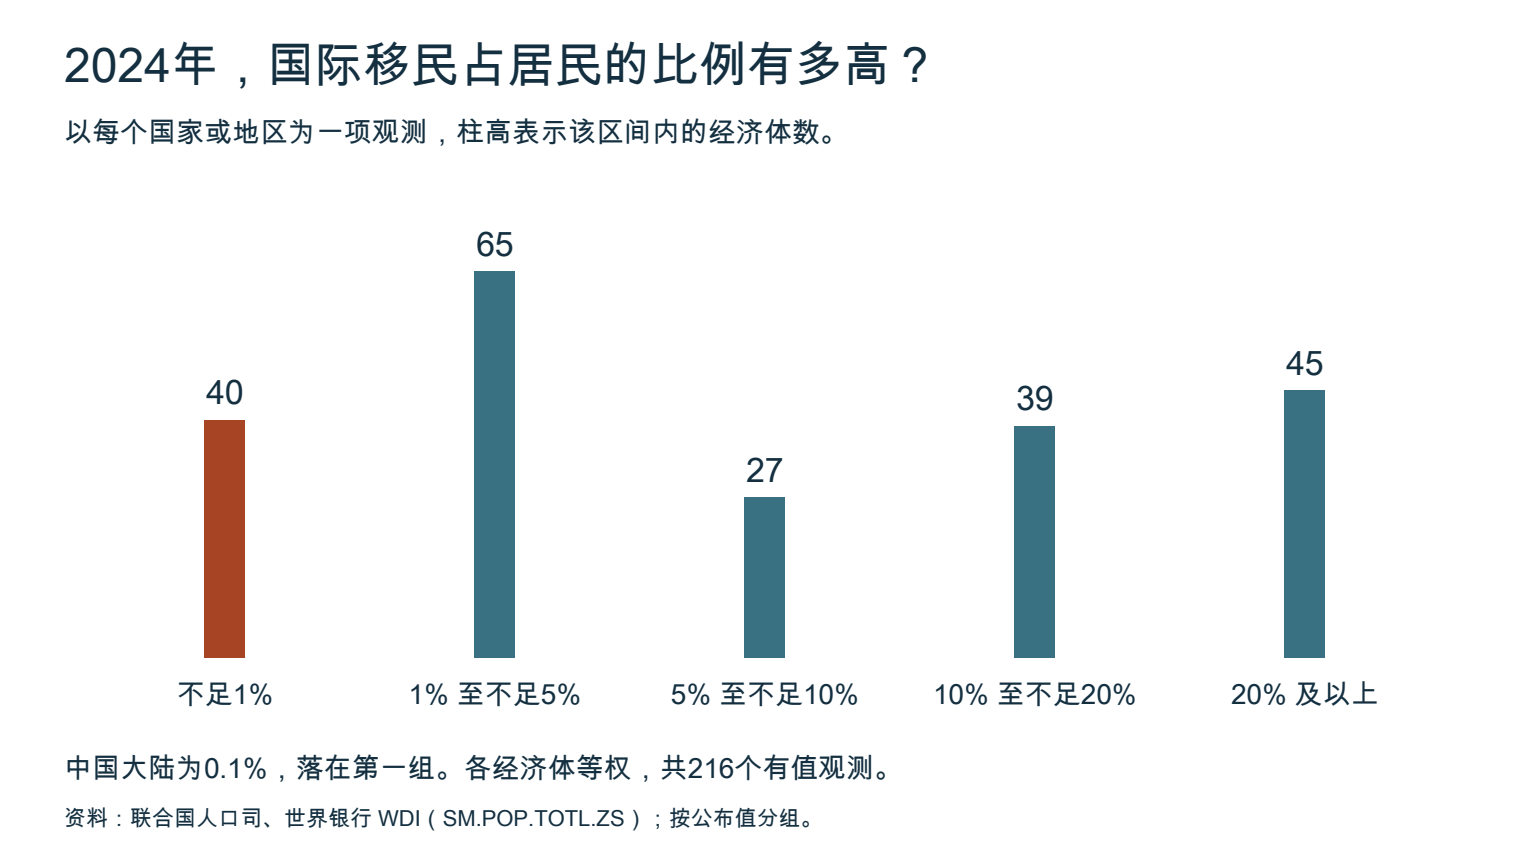 2024年，国际移民占居民的比例有多高？
以每个国家或地区为一项观测，柱高表示该区间内的经济体数。
40
65
27
39
45
不足1%
1% 至不足5%
5% 至不足10%
10% 至不足20%
20% 及以上
中国大陆为0.1%，落在第一组。各经济体等权，共216个有值观测。
资料：联合国人口司、世界银行 WDI（SM.POP.TOTL.ZS）；按公布值分组。